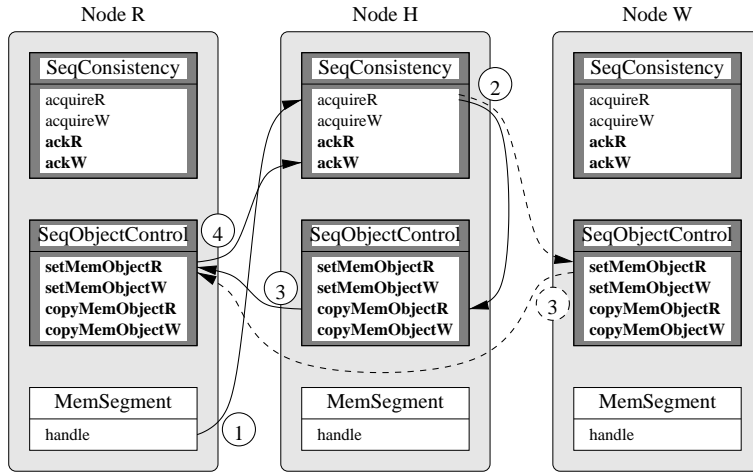 Node R
Node H
Node W
SeqConsistency
acquireR
acquireW
ackR
ackW
SeqConsistency
acquireR
acquireW
ackR
ackW
2
SeqConsistency
acquireR
acquireW
ackR
ackW
SeqObjectControl
setMemObjectR
setMemObjectW
copyMemObjectR
copyMemObjectW
4
3
SeqObjectControl
setMemObjectR
setMemObjectW
copyMemObjectR
copyMemObjectW
3
SeqObjectControl
setMemObjectR
setMemObjectW
copyMemObjectR
copyMemObjectW
MemSegment
handle
1
MemSegment
handle
MemSegment
handle